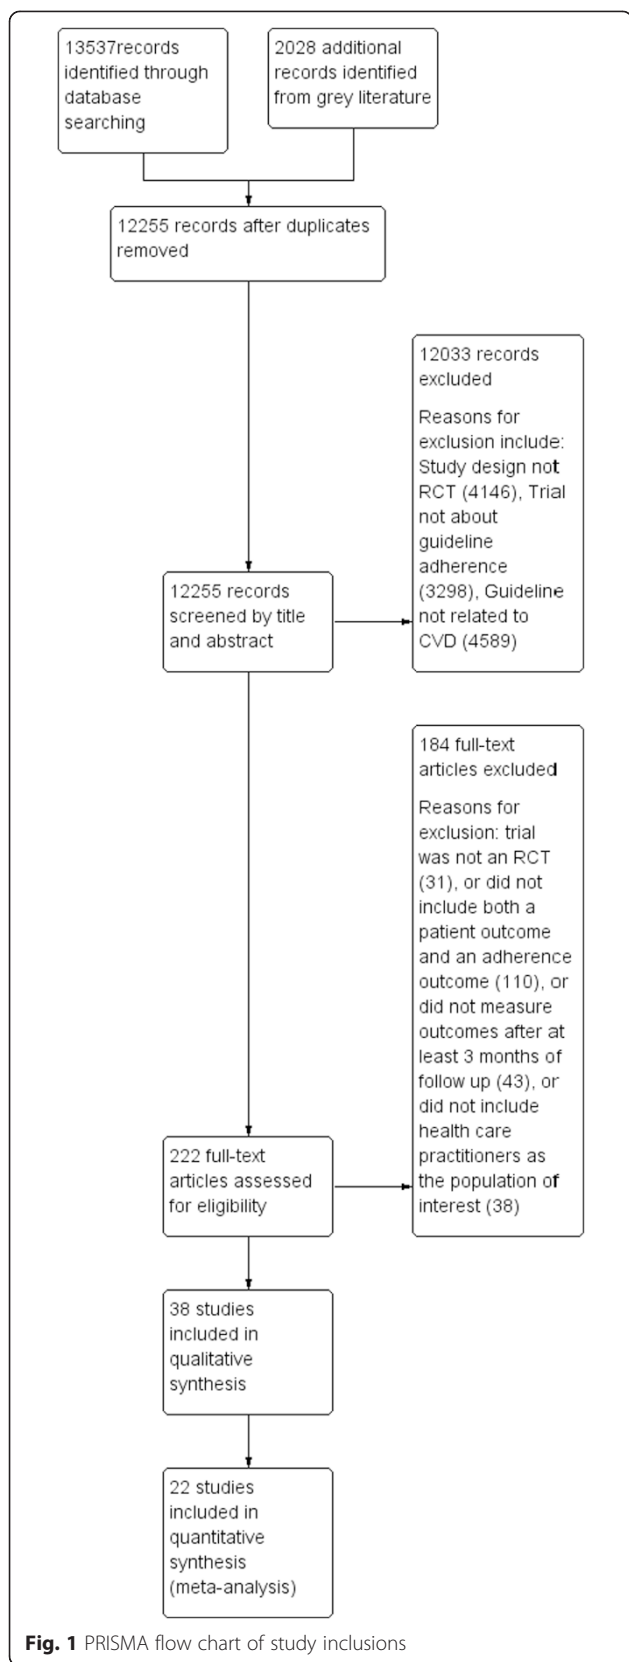 13537records
identified through
database
searching
2028 additional
records identified
from grey literature
12255 records after duplicates
removed
12033 records
excluded
Reasons for
exclusion include:
Study design not
RCT (4146), Trial
not about
guideline
adherence
(3298), Guideline
not related to
CVD (4589)
12255 records
screened by title
and abstract
184 full-text
articles excluded
Reasons for
exclusion: trial
was not an RCT
(31), or did not
include both a
patient outcome
and an adherence
outcome (110), or
did not measure
outcomes after at
least 3 months of
follow up (43), or
did not include
health care
practitioners as
the population of
interest (38)
222 full-text
articles assessed
for eligibility
38 studies
included in
qualitative
synthesis
22 studies
included in
quantitative
synthesis
(meta-analysis)
Fig. 1 PRISMA flow chart of study inclusions